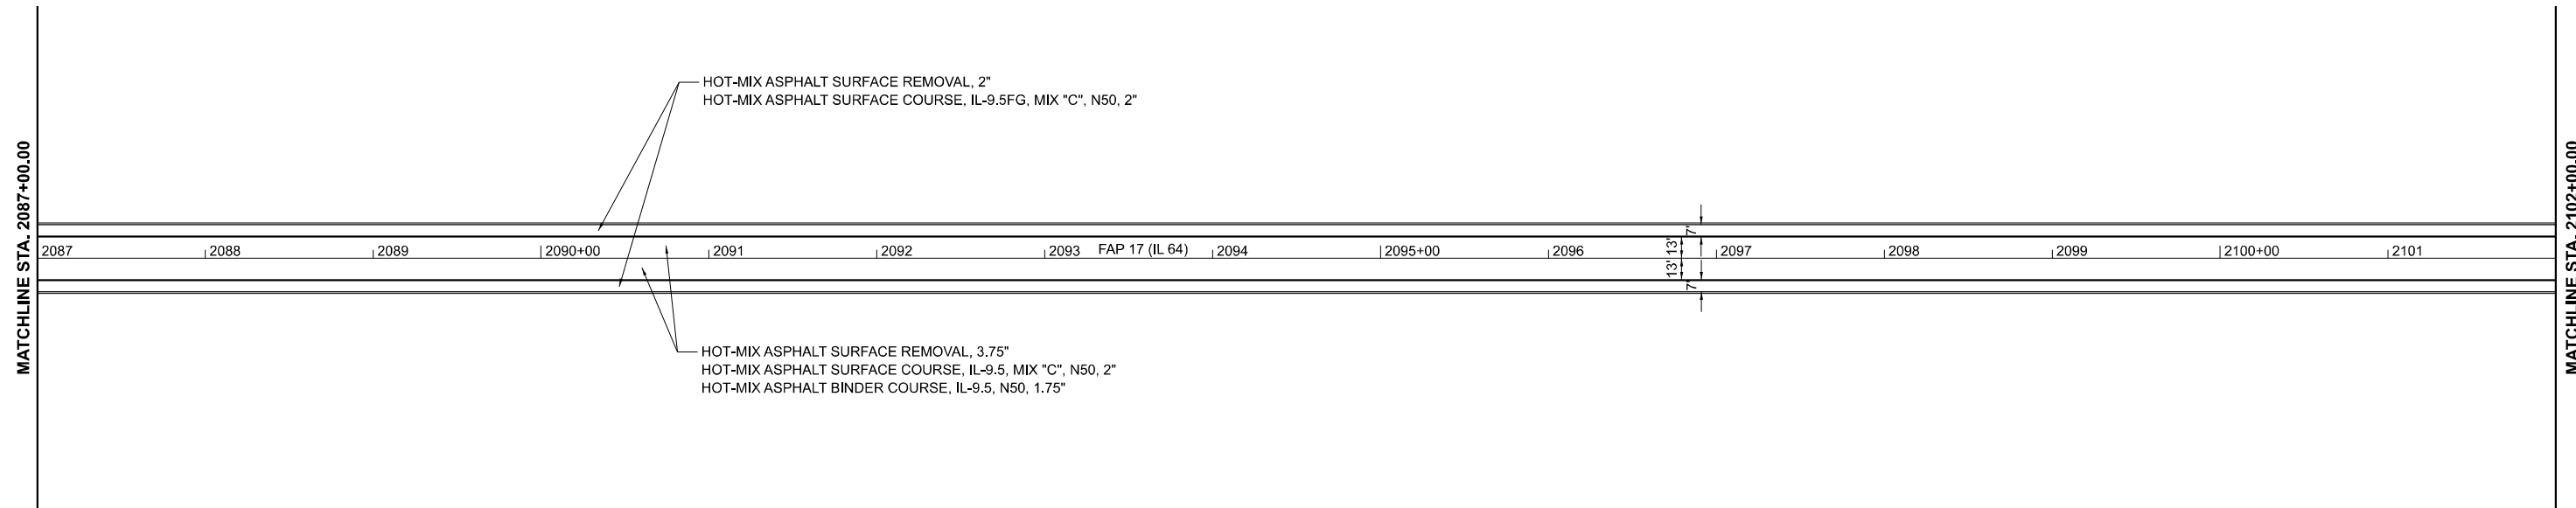 HOT-MIX ASPHALT SURFACE REMOVAL, 2"
HOT-MIX ASPHALT SURFACE COURSE, IL-9.5FG, MIX "C", N50, 2"
MATCHLINE STA. 2087+00.00
2087
2088
2089
2090+00
2091
2092
2093
FAP 17 (IL 64)
2094
2095+00
2096
13'
13'
7'
7'
2097
2098
2099
2100+00
2101
MATCHLINE STA. 2102+00.00
HOT-MIX ASPHALT SURFACE REMOVAL, 3.75"
HOT-MIX ASPHALT SURFACE COURSE, IL-9.5, MIX "C", N50, 2"
HOT-MIX ASPHALT BINDER COURSE, IL-9.5, N50, 1.75"